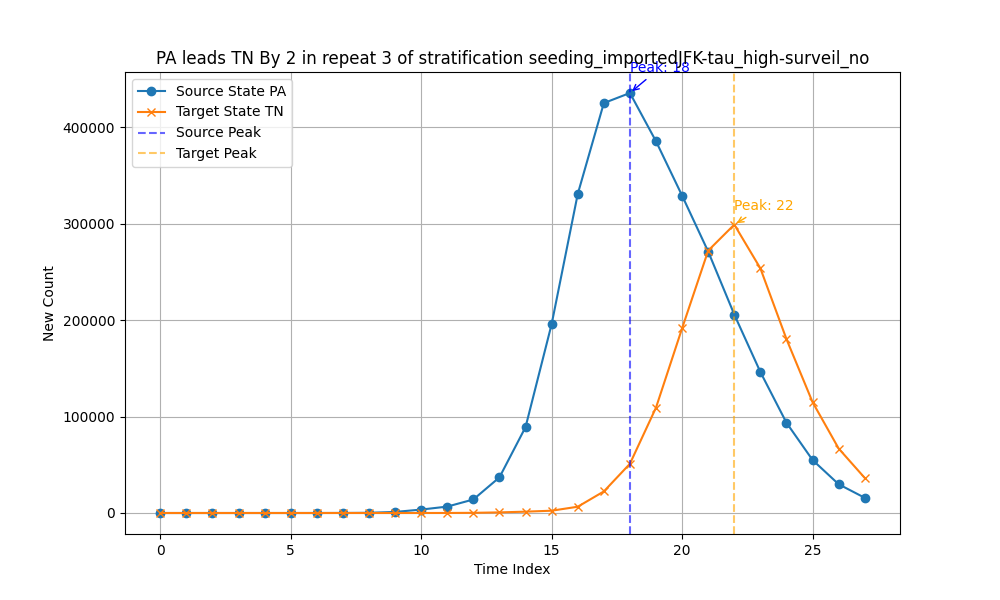 PA leads TN By 2 in repeat 3 of stratification seeding_importedJFK-tau_high-surveil_no
Peak: 18
Source State PA
Target State TN
Source Peak
Target Peak
Peak: 22
New Count
400000
300000
200000
100000
0
0 5 10 15 20 25
Time Index